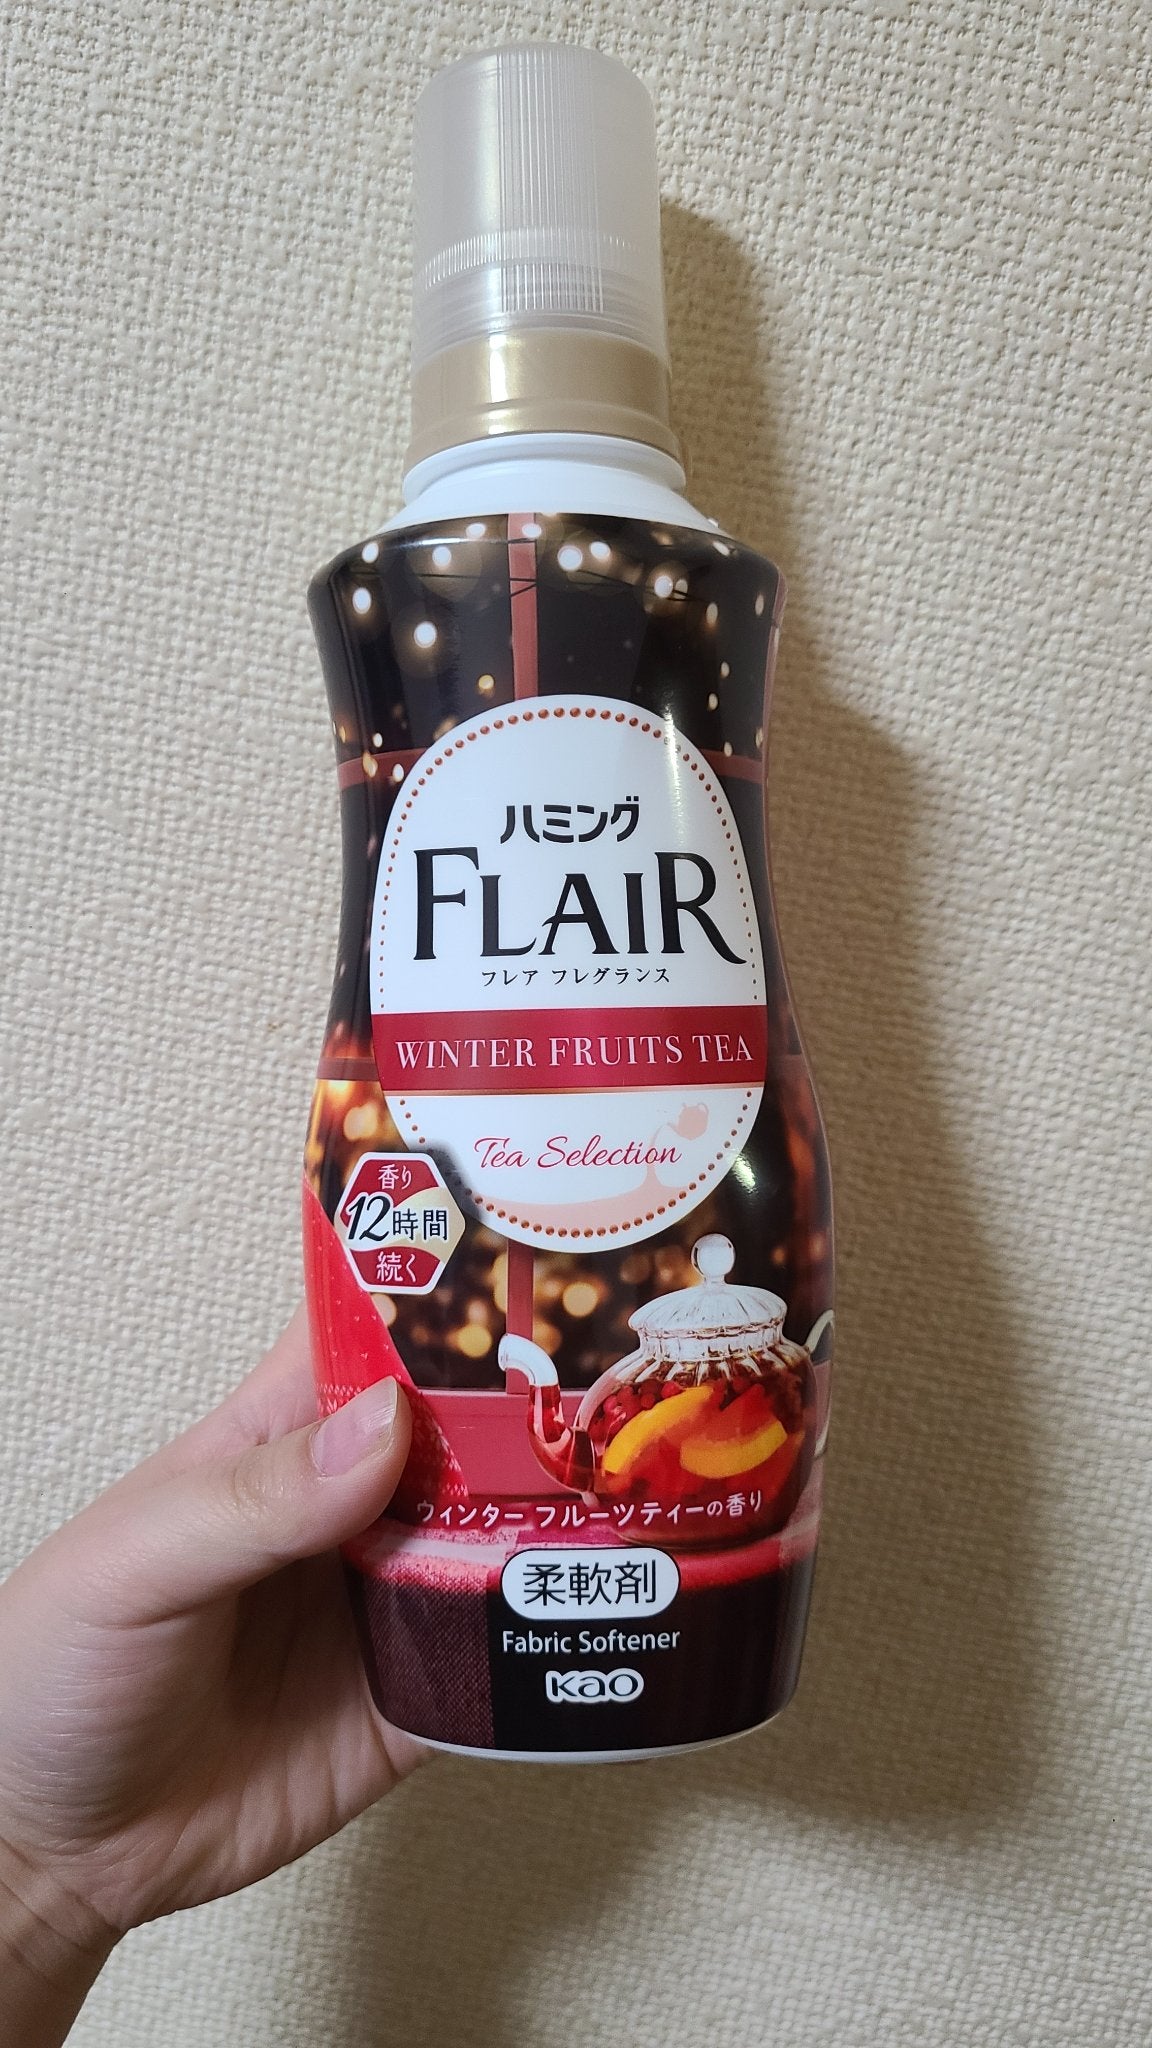 ハミング
FLAIR
フレア フレグランス
WINTER FRUITS TEA
Tea Selection
香り
12時間
続く
ウィンター フルーツティーの香り
柔軟剤
Fabric Softener
Kao